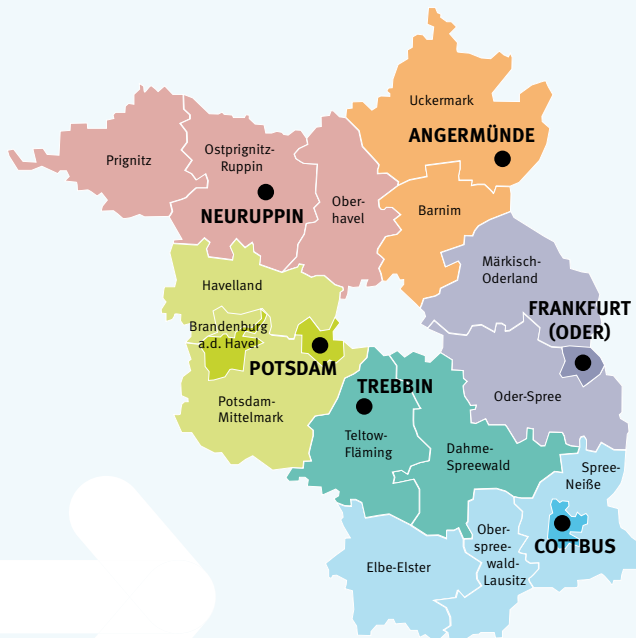 Uckermark
ANGERMÜNDE
Prignitz
Ostprignitz-
Ruppin
NEURUPPIN
Ober-
havel
Barnim
Märkisch-
Oderland
Havelland
FRANKFURT
(ODER)
Brandenburg
a.d. Havel
POTSDAM
TREBBIN
Oder-Spree
Potsdam-
Mittelmark
Teltow-
Fläming
Dahme-
Spreewald
Spree-
Neiße
COTTBUS
Ober-
spree-
wald-
Lausitz
Elbe-Elster